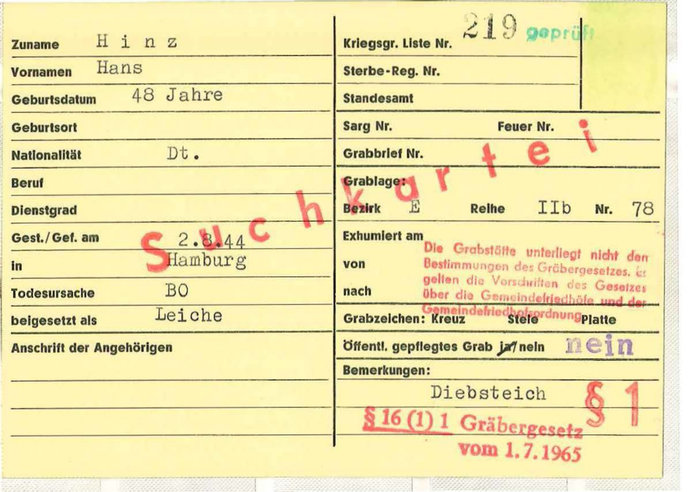 Zuname H i n z
Vornamen Hans
Geburtsdatum 48 Jahre
Geburtsort
Nationalität Dt.
Beruf
Dienstgrad
Gest./Gef. am 2.8.44
in Hamburg
Todesursache BO
beigesetzt als Leiche
Anschrift der Angehörigen
Suchkartei
Kriegsgr. Liste Nr. 219 geprüft
Sterbe-Reg. Nr.
Standesamt
Sarg Nr. Feuer Nr.
Grabbrief Nr.
Grablage:
Bezirk E Reihe IIb Nr. 78
Exhumiert am
von
nach
Die Grabstätte unterliegt nicht den
Bestimmungen des Gräbergesetzes. Es
gelten die Vorschriften des Gesetzes
über die Gemeindefriedhöfe und der
Gemeindefriedhofsordnung
Grabzeichen: Kreuz Stele Platte
Öffentl. gepflegtes Grab ja/nein nein
Bemerkungen:
Diebsteich
§ 1
§ 16 (1) 1 Gräbergesetz
vom 1.7.1965